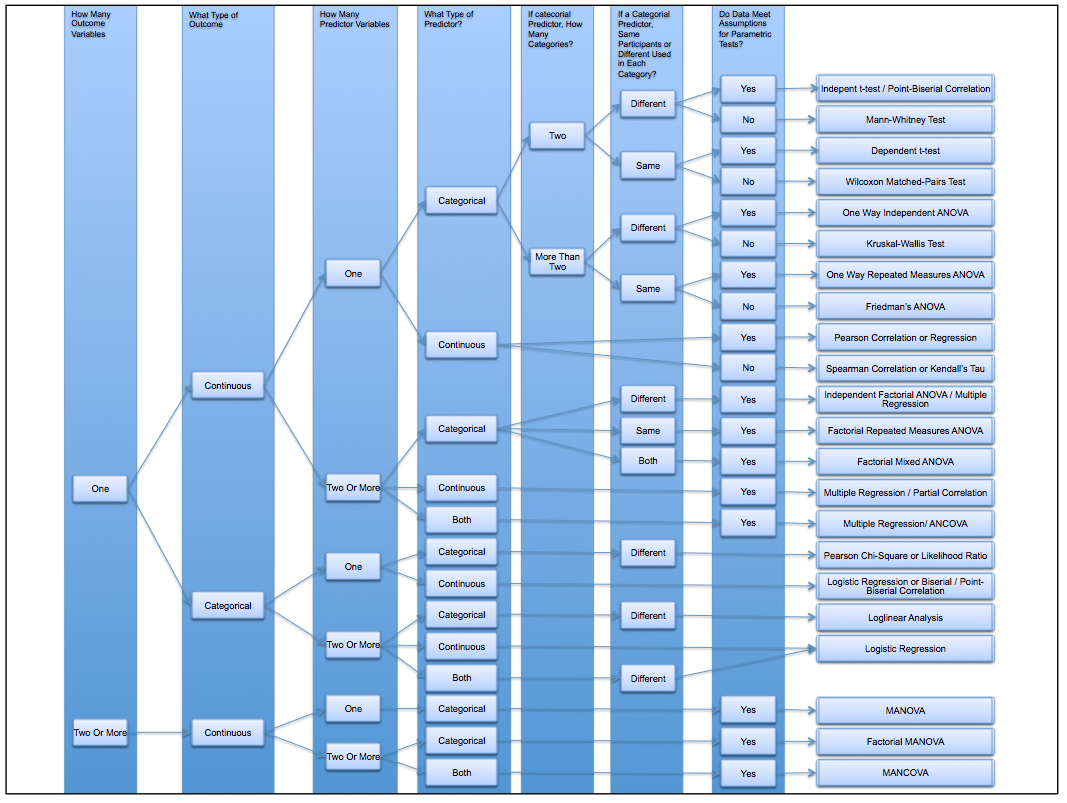 How Many
Outcome
Variables
What Type of
Outcome
How Many
Predictor Variables
What Type of
Predictor?
If catecorial
Predictor, How
Many
Categories?
If a Categorial
Predictor,
Same
Participants or
Different Used
in Each
Category?
Do Data Meet
Assumptions
for Parametric
Tests?
One
Two Or More
Continuous
Categorical
Continuous
One
Two Or More
One
Two Or More
One
Two Or More
Categorical
Continuous
Categorical
Continuous
Both
Categorical
Continuous
Categorical
Continuous
Both
Categorical
Categorical
Both
Two
More Than
Two
Different
Same
Different
Same
Different
Same
Both
Different
Different
Different
Yes
No
Yes
No
Yes
No
Yes
No
Yes
No
Yes
Yes
Yes
Yes
Yes
Yes
Yes
Yes
Indepent t-test / Point-Biserial Correlation
Mann-Whitney Test
Dependent t-test
Wilcoxon Matched-Pairs Test
One Way Independent ANOVA
Kruskal-Wallis Test
One Way Repeated Measures ANOVA
Friedman's ANOVA
Pearson Correlation or Regression
Spearman Correlation or Kendall's Tau
Independent Factorial ANOVA / Multiple
Regression
Factorial Repeated Measures ANOVA
Factorial Mixed ANOVA
Multiple Regression / Partial Correlation
Multiple Regression/ ANCOVA
Pearson Chi-Square or Likelihood Ratio
Logistic Regression or Biserial / Point-
Biserial Correlation
Loglinear Analysis
Logistic Regression
MANOVA
Factorial MANOVA
MANCOVA